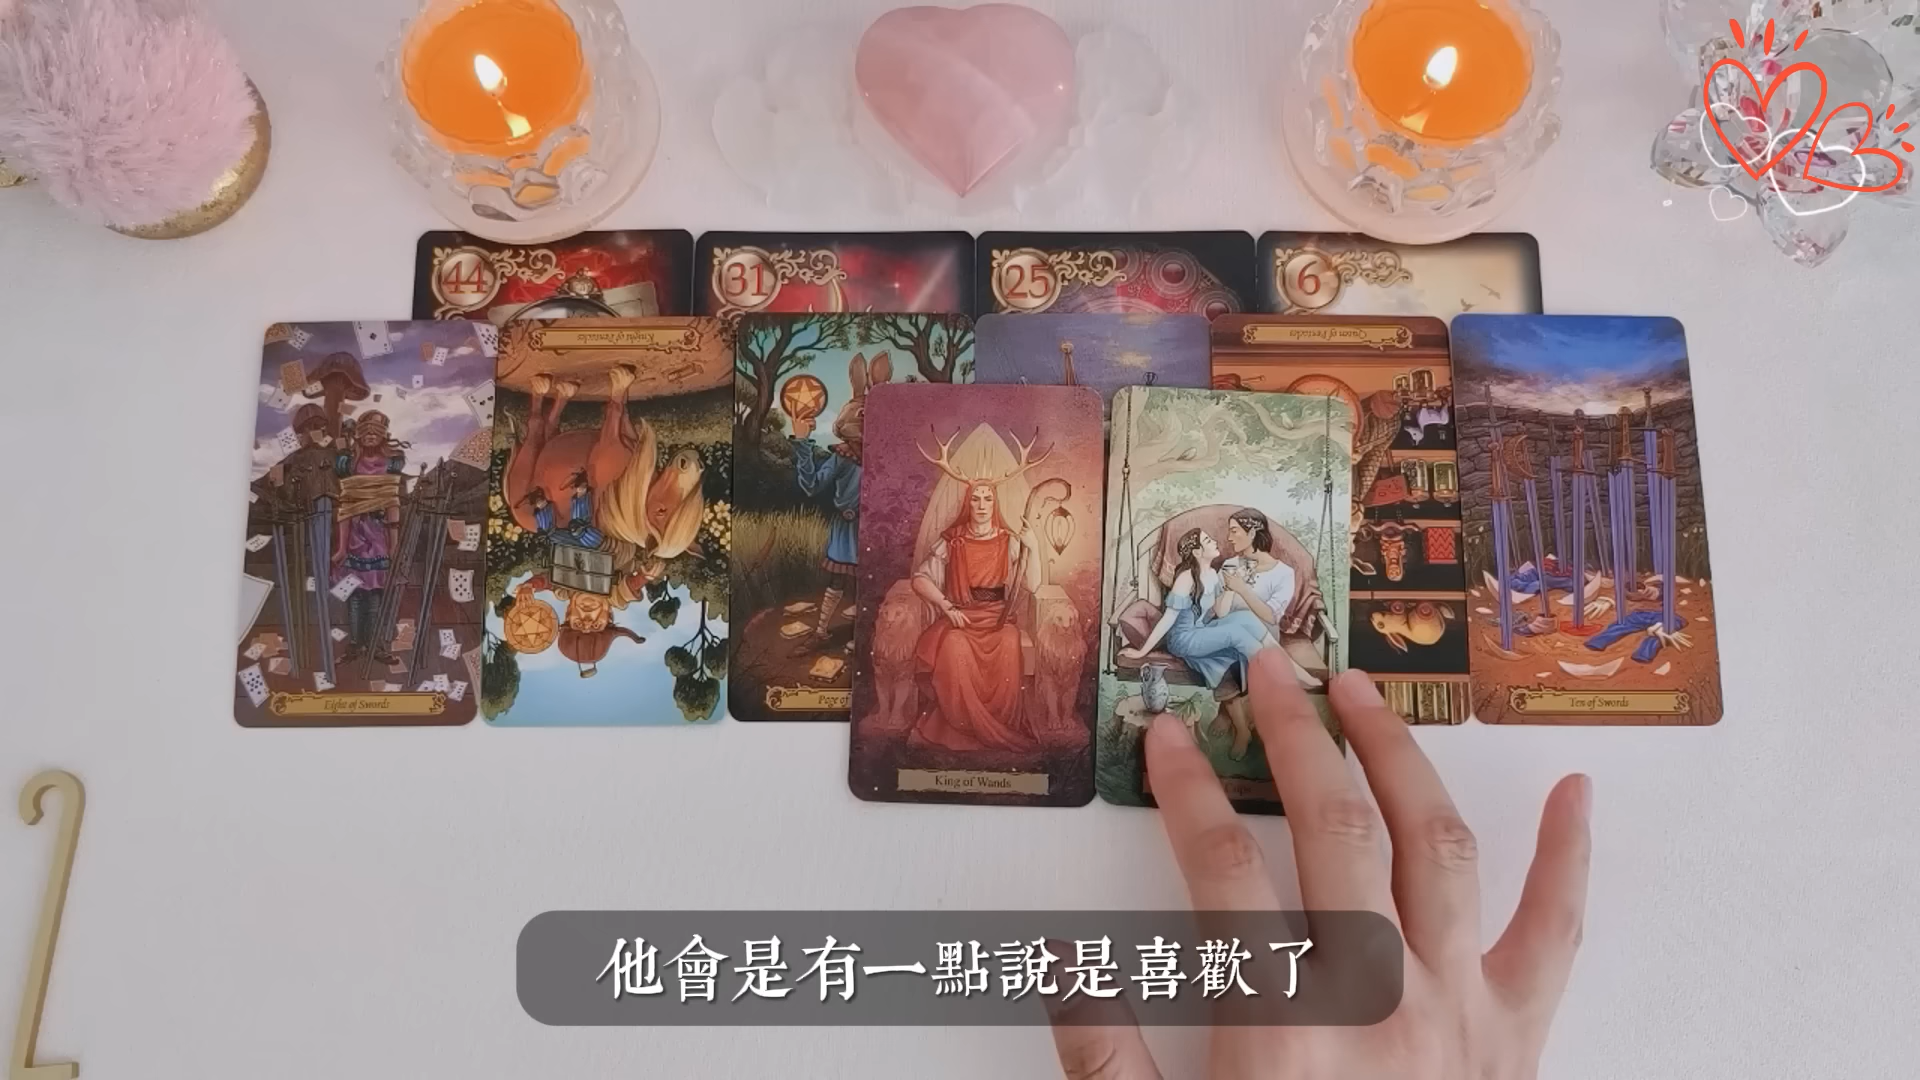 44
31
25
6
Knight of Pentacles
Queen of Pentacles
Eight of Swords
Page of
Ten of Swords
King of Wands
Cups
他會是有一點說是喜歡了